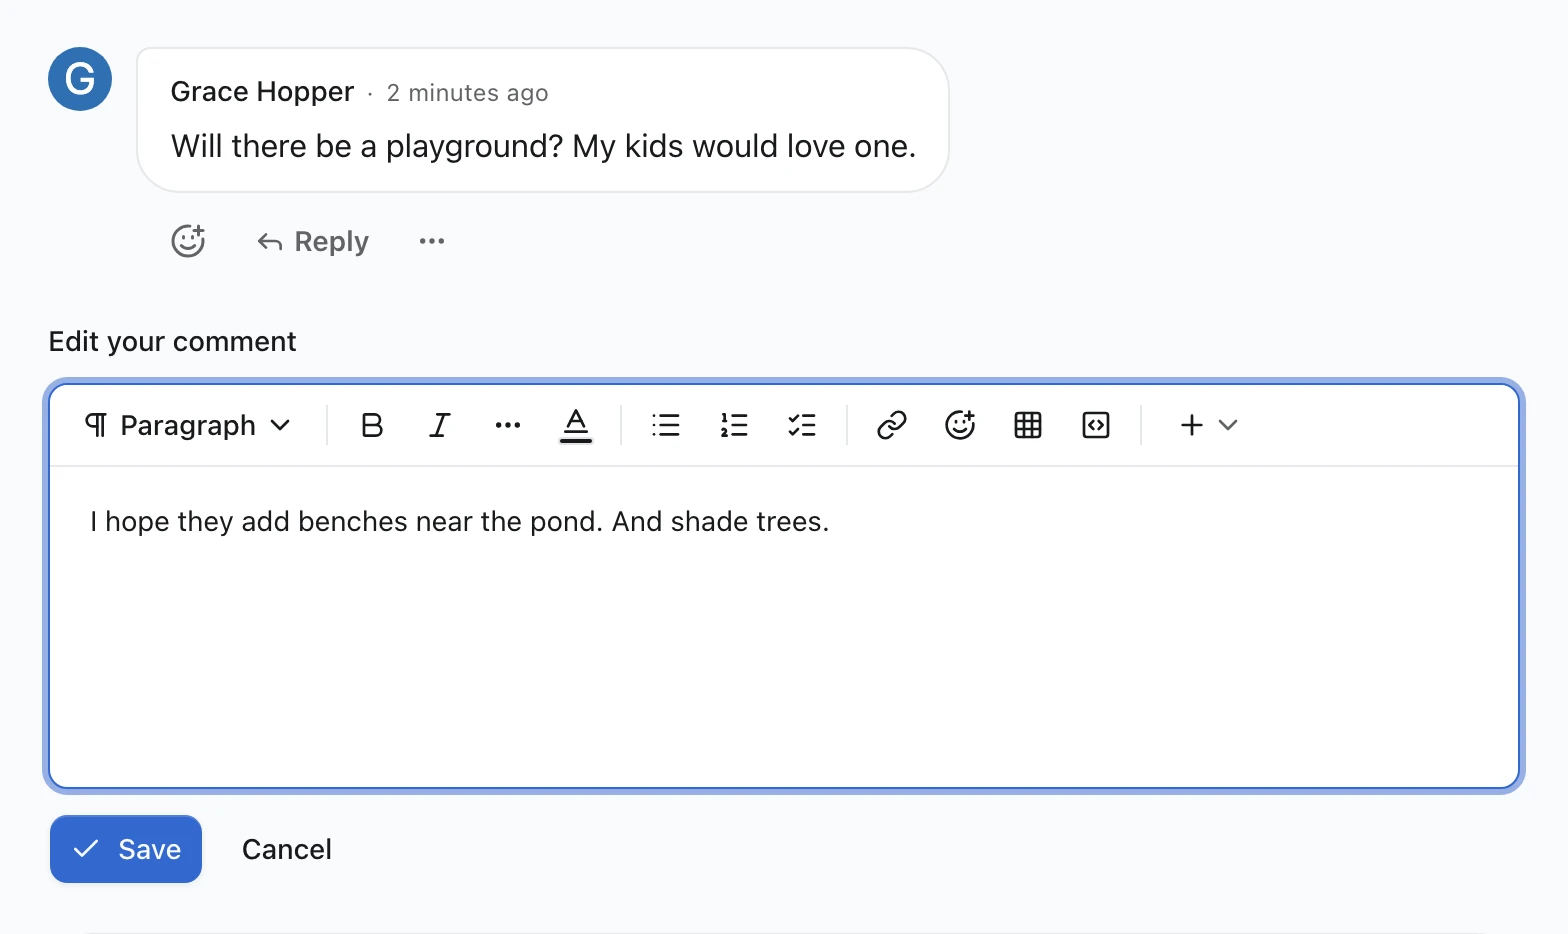 G
Grace Hopper · 2 minutes ago
Will there be a playground? My kids would love one.
Reply
Edit your comment
Paragraph B I A
I hope they add benches near the pond. And shade trees.
Save Cancel